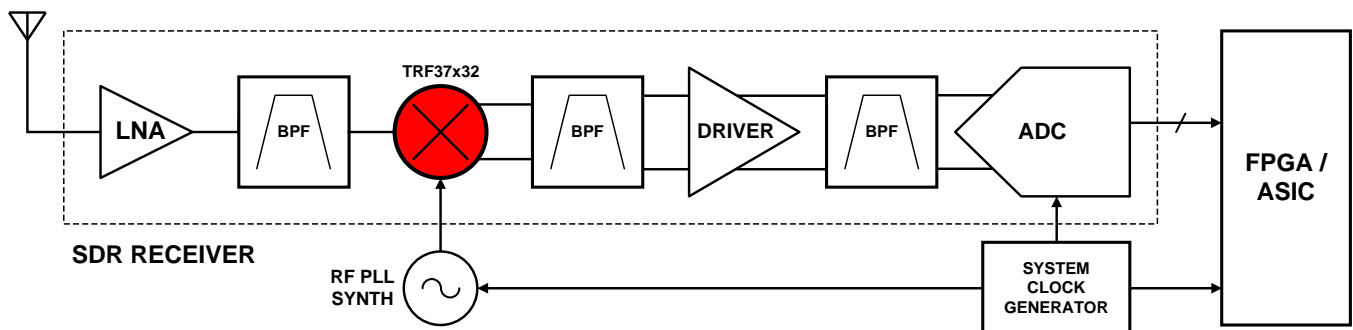 TRF37x32
LNA
BPF
BPF
DRIVER
BPF
ADC
FPGA /
ASIC
SDR RECEIVER
RF PLL
SYNTH
SYSTEM
CLOCK
GENERATOR